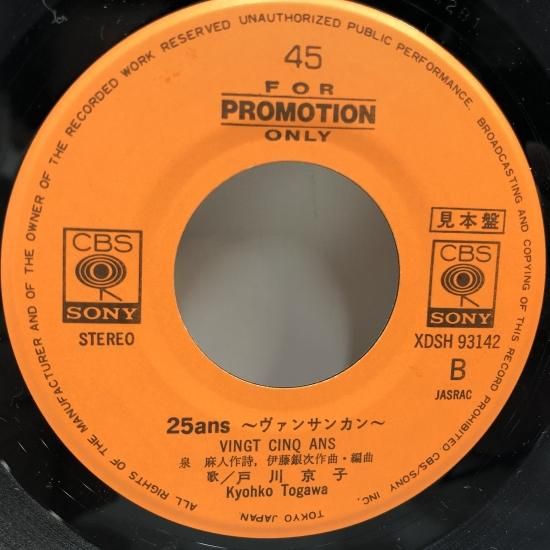 ALL RIGHTS OF THE MANUFACTURER AND OF THE OWNER OF THE RECORDED WORK RESERVED UNAUTHORIZED PUBLIC PERFORMANCE. BROADCASTING AND COPYING OF THIS RECORD PROHIBITED CBS/SONY INC. TOKYO JAPAN.
45
FOR
PROMOTION
ONLY
CBS
SONY
STEREO
見本盤
CBS
SONY
XDSH 93142
B
JASRAC
25ans 〜ヴァンサンカン〜
VINGT CINQ ANS
泉 麻人作詩, 伊藤銀次作曲・編曲
歌/戸川京子
Kyohko Togawa